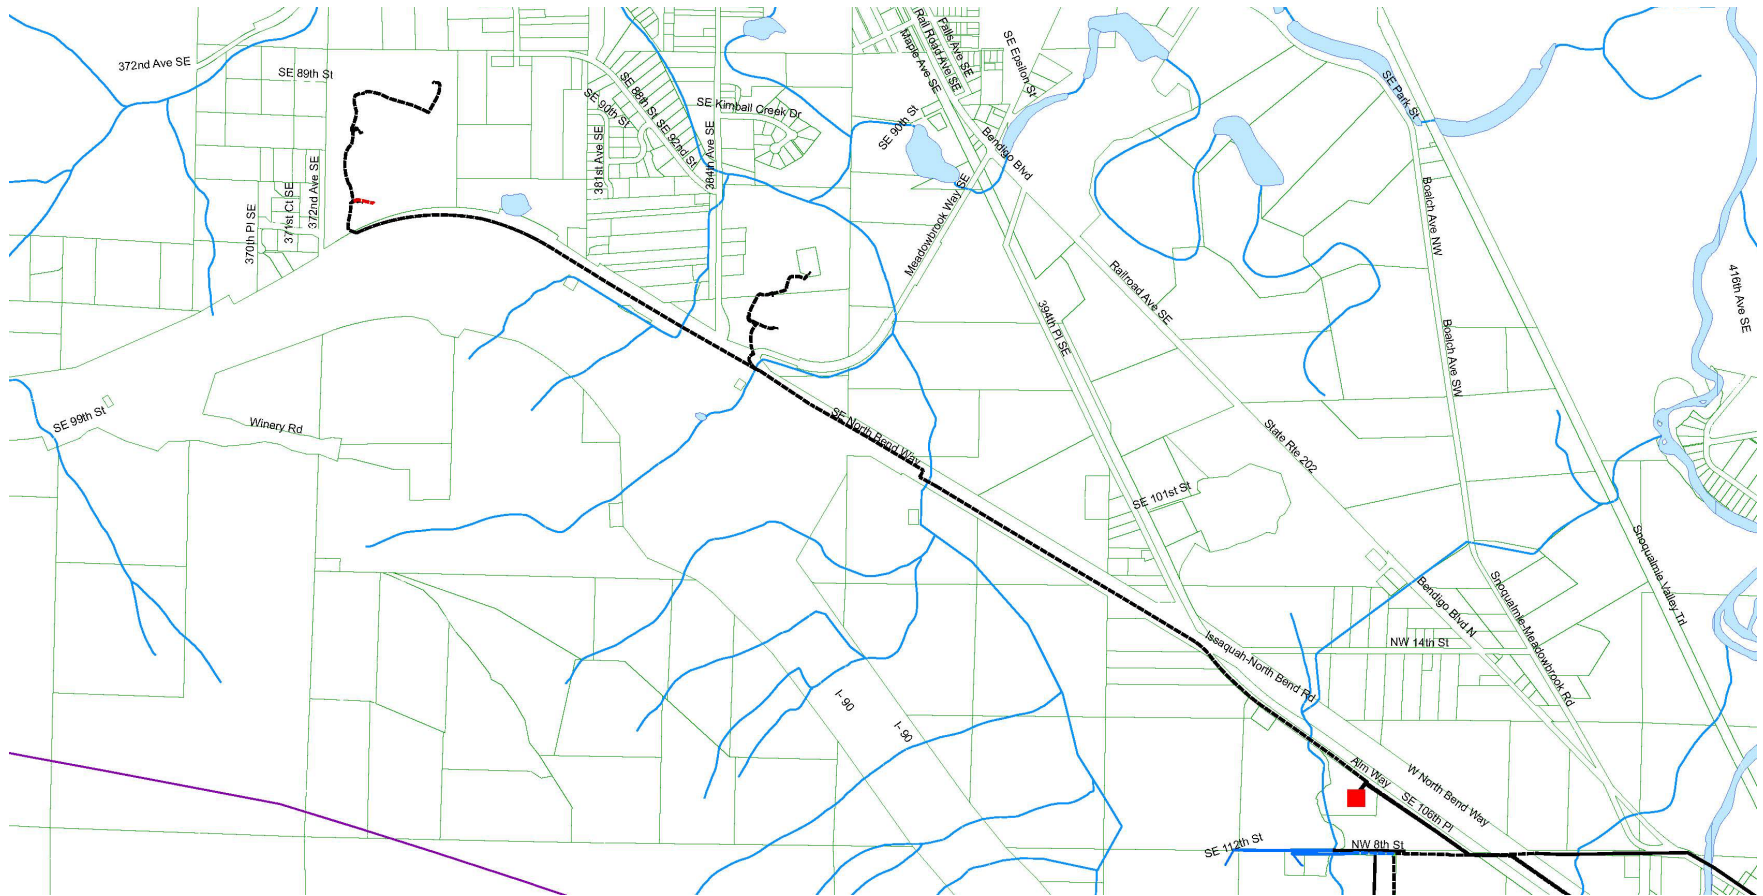 372nd Ave SE
SE 89th St
SE 88th St
SE 90th St
SE 92nd St
SE Kimball Creek Dr
381st Ave SE
384th Ave SE
370th Pl SE
371st Ct SE
372nd Ave SE
Maple Ave SE
Rail Road Ave SE
Falls Ave SE
SE Epsilon St
SE 90th St
Bendigo Blvd
Meadowbrook Way SE
SE Park St
Boalch Ave NW
416th Ave SE
Railroad Ave SE
394th Pl SE
Boalch Ave SW
SE 99th St
Winery Rd
SE North Bend Way
State Rte 202
SE 101st St
Snoqualmie Valley Trl
Bendigo Blvd N
Snoqualmie-Meadowbrook Rd
NW 14th St
Issaquah-North Bend Rd
I- 90
I- 90
Alm Way
W North Bend Way
SE 106th Pl
SE 112th St
NW 8th St